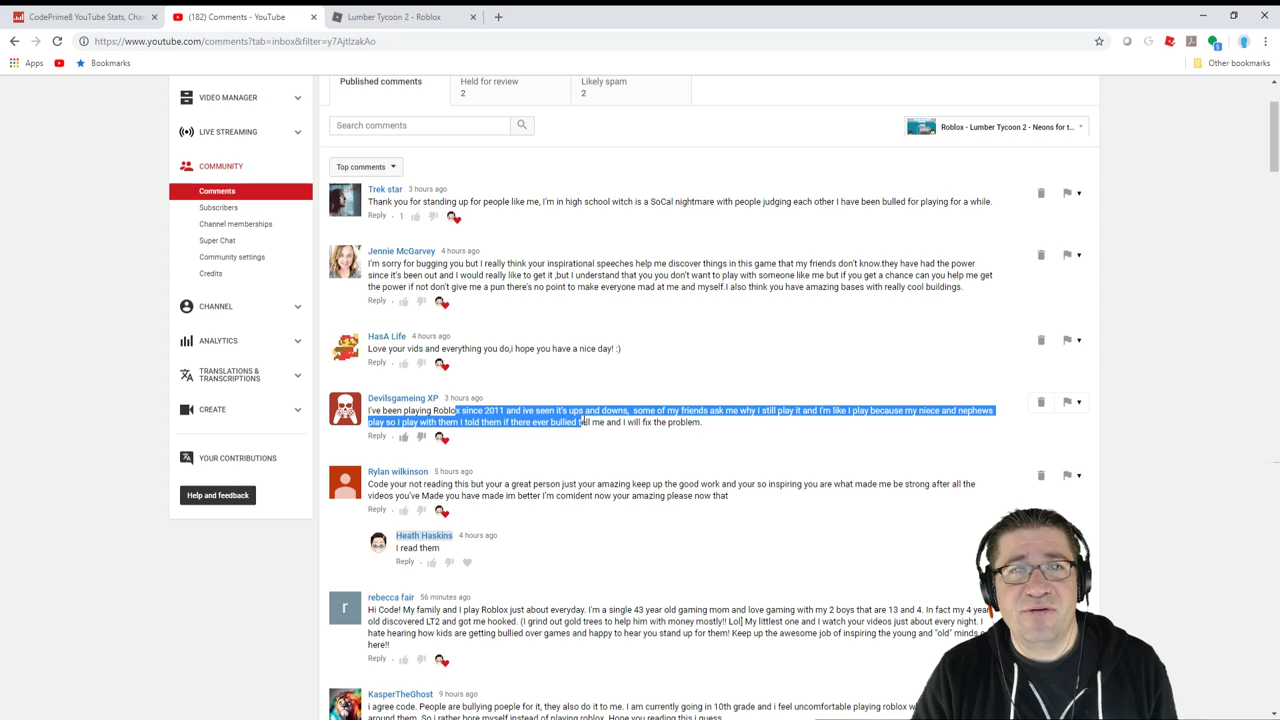 CodePrime8 YouTube Stats, Chan
(182) Comments - YouTube
Lumber Tycoon 2 - Roblox
https://www.youtube.com/comments?tab=inbox&filter=y7AjtlzakAo
Apps
Bookmarks
Other bookmarks
VIDEO MANAGER
LIVE STREAMING
COMMUNITY
Comments
Subscribers
Channel memberships
Super Chat
Community settings
Credits
CHANNEL
ANALYTICS
TRANSLATIONS &
TRANSCRIPTIONS
CREATE
YOUR CONTRIBUTIONS
Help and feedback
Published comments
Held for review
2
Likely spam
2
Search comments
Roblox - Lumber Tycoon 2 - Neons for t...
Top comments
Trek star 3 hours ago
Thank you for standing up for people like me, I'm in high school witch is a SoCal nightmare with people judging each other I have been bullied for playing for a while.
Reply · 1
Jennie McGarvey 4 hours ago
I'm sorry for bugging you but I really think your inspirational speeches help me discover things in this game that my friends don't know.they have had the power
since it's been out and I would really like to get it ,but I understand that you you don't want to play with someone like me but if you get a chance can you help me get
the power if not don't give me a pun there's no point to make everyone mad at me and myself.I also think you have amazing bases with really cool buildings.
Reply ·
HasA Life 4 hours ago
Love your vids and everything you do,i hope you have a nice day! :)
Reply ·
Devilsgameing XP 3 hours ago
I've been playing Roblox since 2011 and ive seen it's ups and downs, some of my friends ask me why I still play it and I'm like I play because my niece and nephews
play so I play with them I told them if there ever bullied tell me and I will fix the problem.
Reply ·
Rylan wilkinson 5 hours ago
Code your not reading this but your a great person just your amazing keep up the good work and your so inspiring you are what made me be strong after all the
videos you've Made you have made im better I'm comident now your amazing please now that
Reply ·
Heath Haskins 4 hours ago
I read them
Reply ·
rebecca fair 56 minutes ago
Hi Code! My family and I play Roblox just about everyday. I'm a single 43 year old gaming mom and love gaming with my 2 boys that are 13 and 4. In fact my 4 year
old discovered LT2 and got me hooked. (I grind out gold trees to help him with money mostly!! Lol] My littlest one and I watch your videos just about every night. I
hate hearing how kids are getting bullied over games and happy to hear you stand up for them! Keep up the awesome job of inspiring the young and "old" minds
here!!
Reply ·
KasperTheGhost 9 hours ago
i agree code. People are bullying poeple for it, they also do it to me. I am currently going in 10th grade and i feel uncomfortable playing roblox
around them. So i rather bore myself instead of playing roblox. Hope you reading this i guess